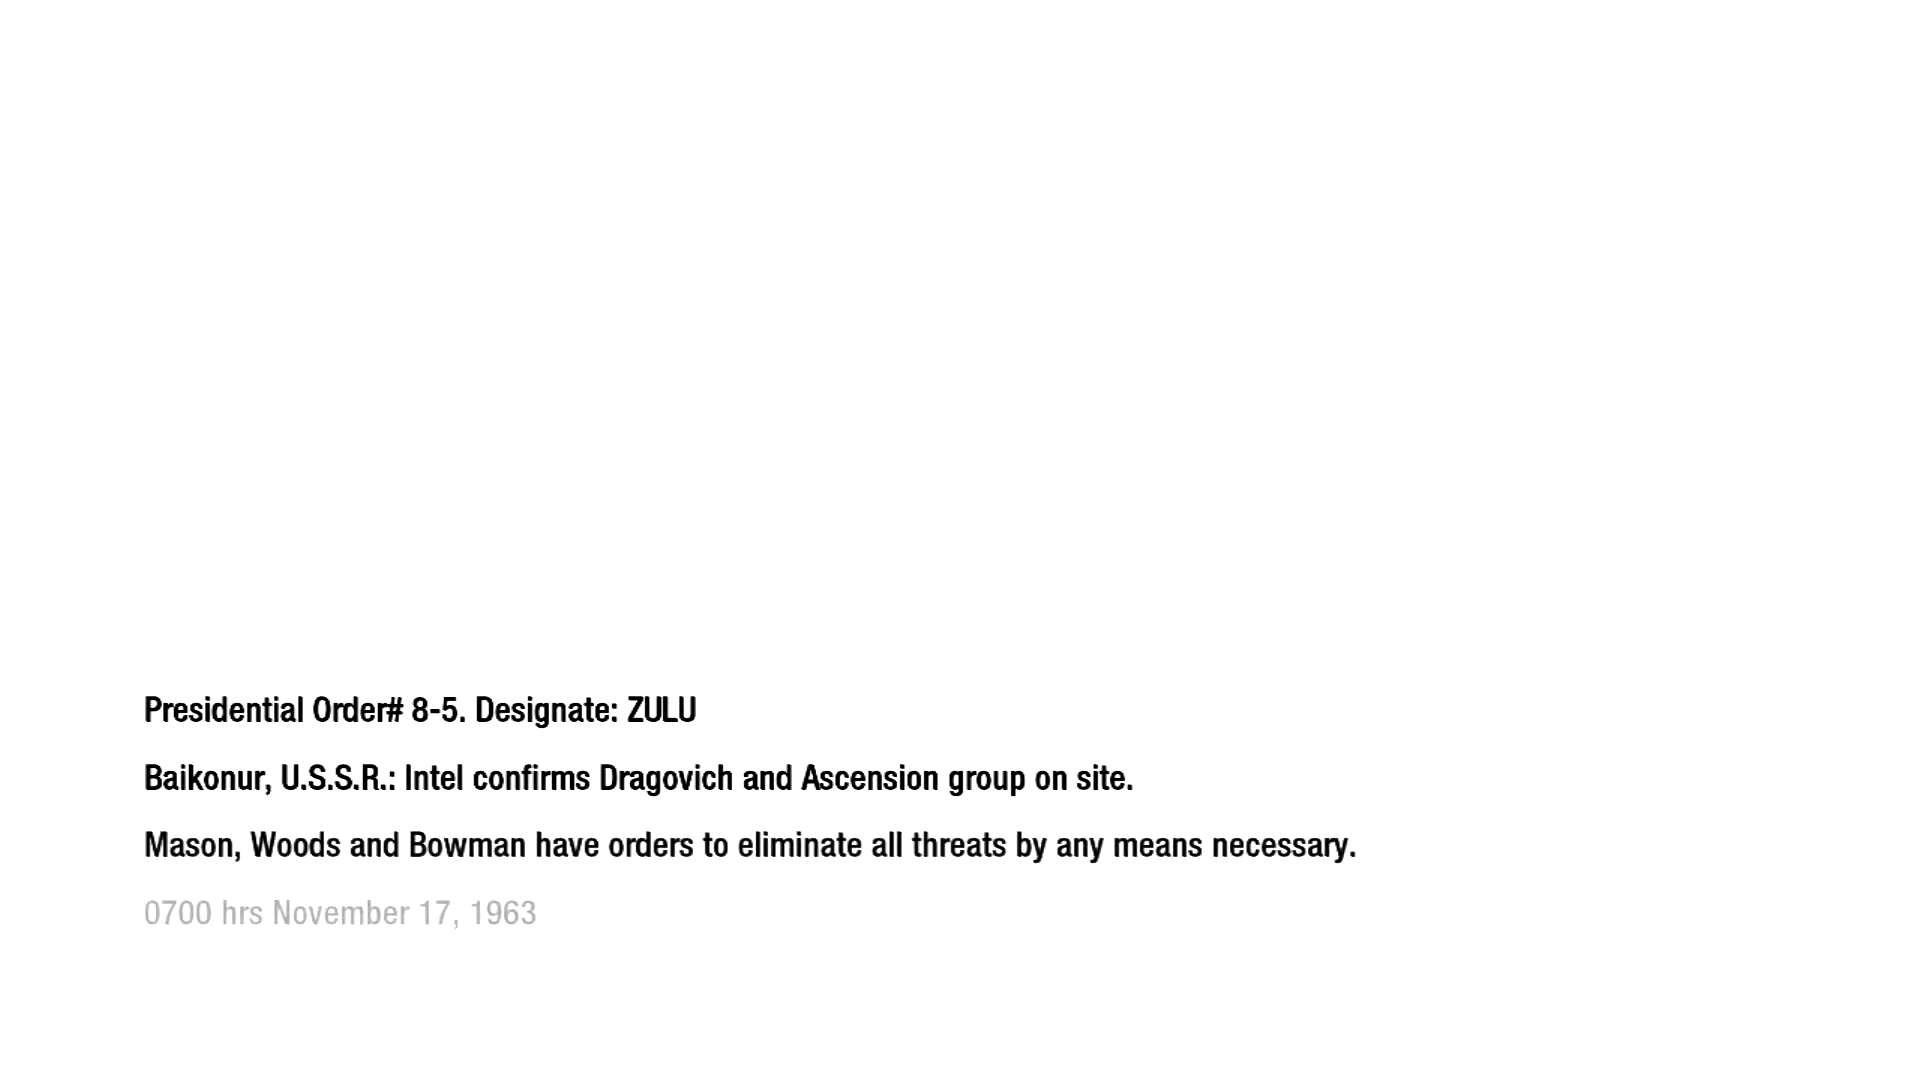 Presidential Order# 8-5. Designate: ZULU
Baikonur, U.S.S.R.: Intel confirms Dragovich and Ascension group on site.
Mason, Woods and Bowman have orders to eliminate all threats by any means necessary.
0700 hrs November 17, 1963